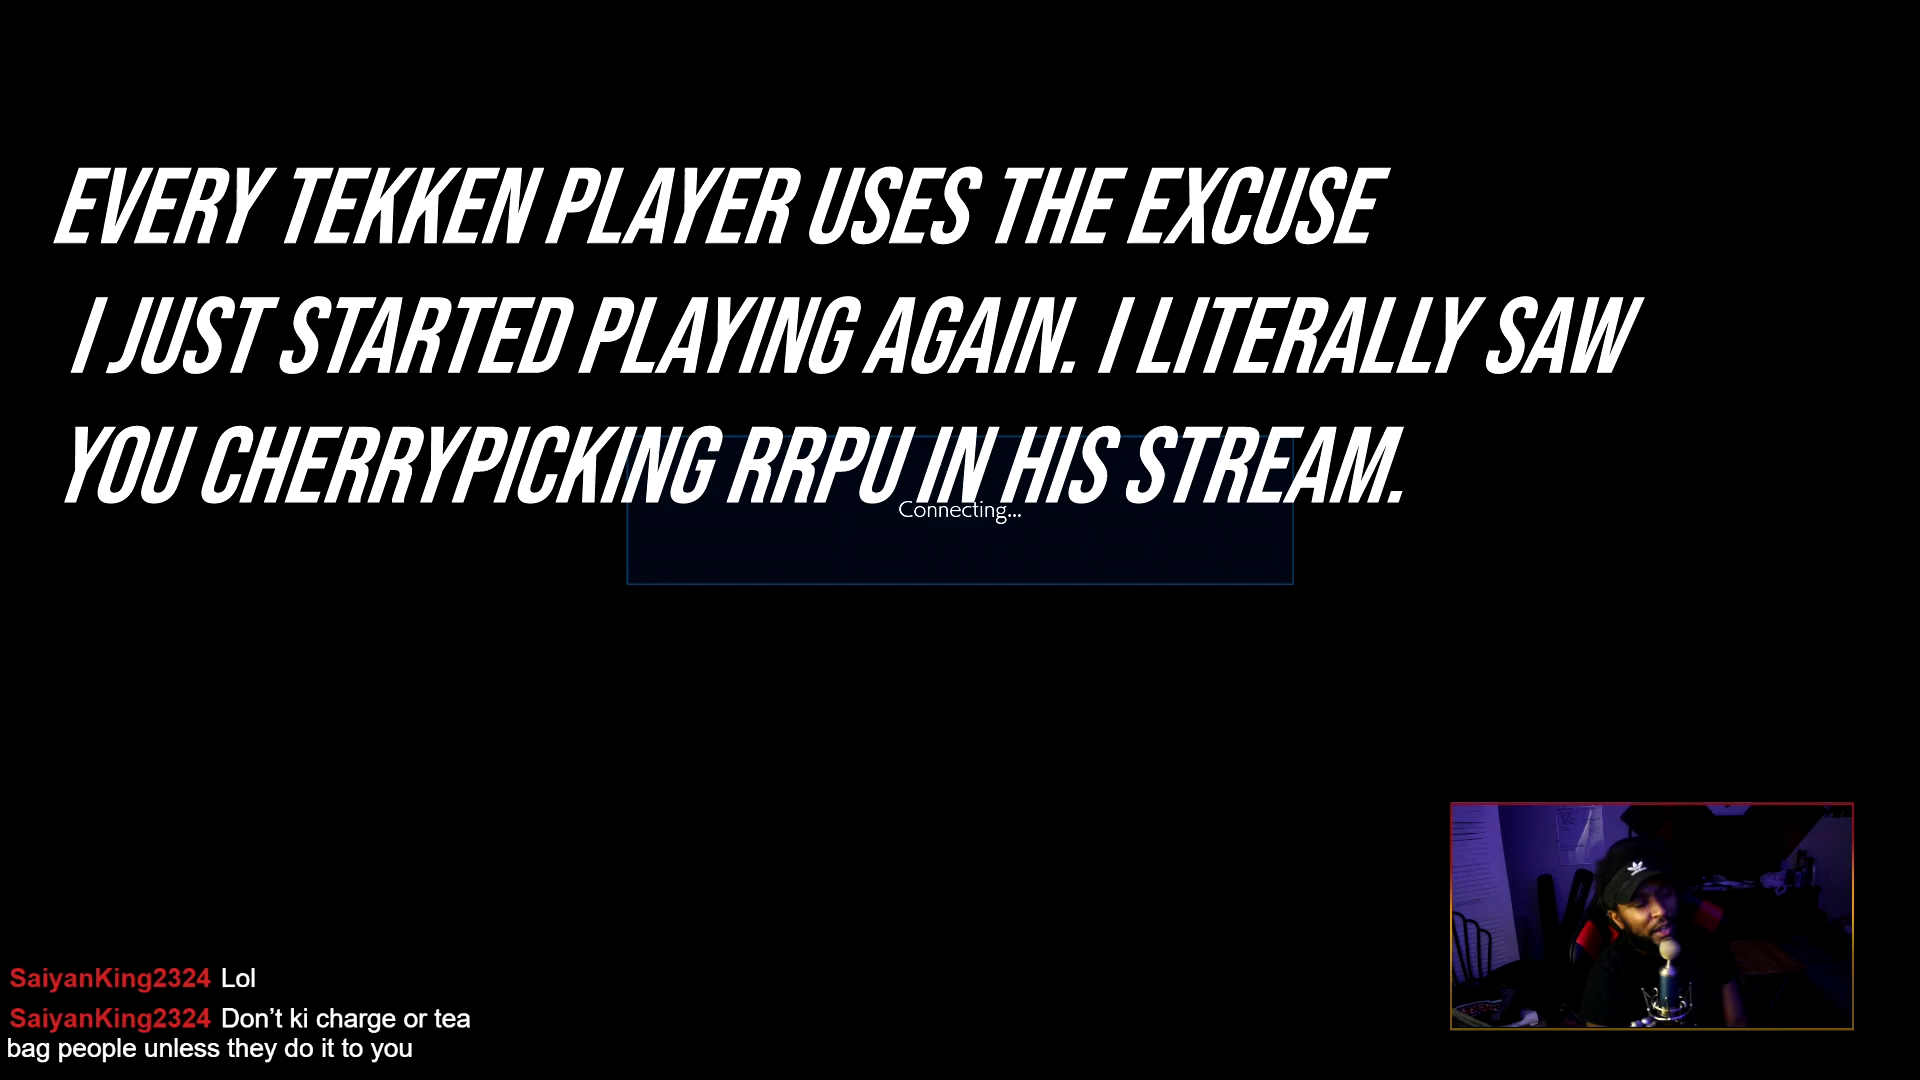 EVERY TEKKEN PLAYER USES THE EXCUSE
I JUST STARTED PLAYING AGAIN. I LITERALLY SAW
YOU CHERRYPICKING RRPU IN HIS STREAM.
Connecting...
SaiyanKing2324 Lol
SaiyanKing2324 Don’t ki charge or tea
bag people unless they do it to you